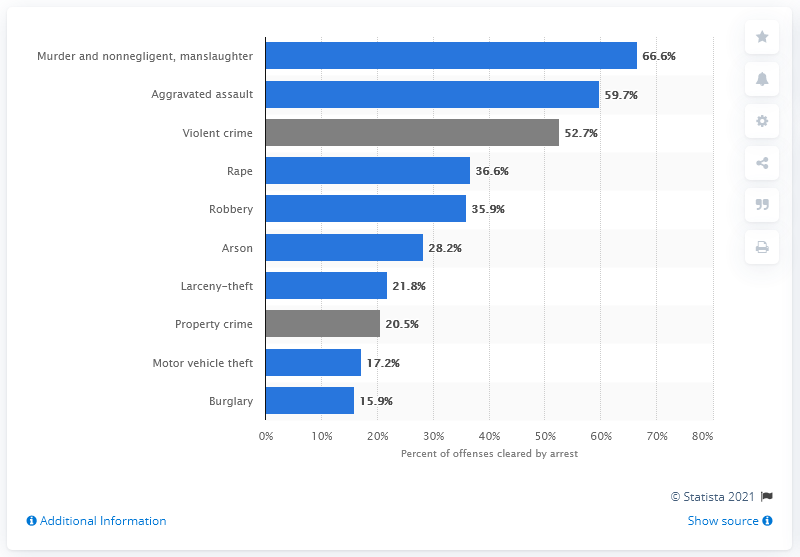 Murder and nonnegligent, manslaughter 66.6%
Aggravated assault 59.7%
Violent crime 52.7%
Rape 36.6%
Robbery 35.9%
Arson 28.2%
Larceny-theft 21.8%
Property crime 20.5%
Motor vehicle theft 17.2%
Burglary 15.9%
0% 10% 20% 30% 40% 50% 60% 70% 80%
Percent of offenses cleared by arrest
© Statista 2021
Additional Information Show source